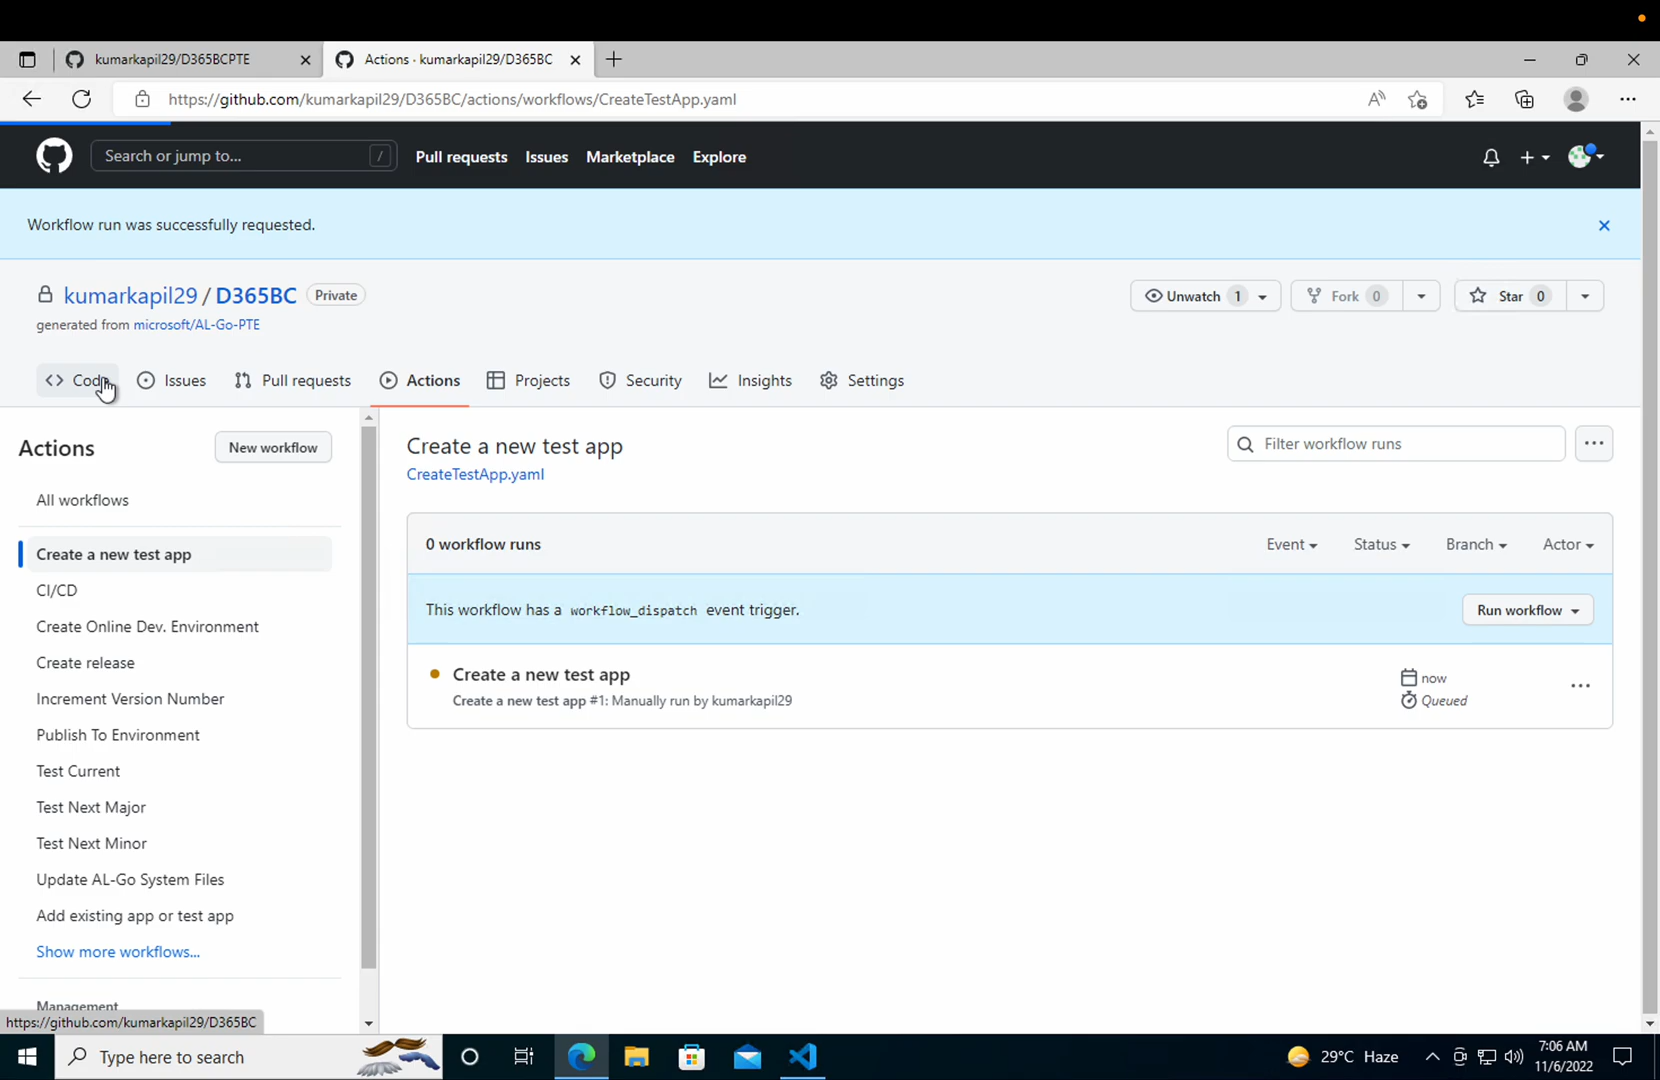 kumarkapil29/D365BCPTE
Actions · kumarkapil29/D365BC
https://github.com/kumarkapil29/D365BC/actions/workflows/CreateTestApp.yaml
Search or jump to...
/
Pull requests
Issues
Marketplace
Explore
Workflow run was successfully requested.
kumarkapil29 / D365BC
Private
generated from microsoft/AL-Go-PTE
Unwatch 1
Fork 0
Star 0
Code
Issues
Pull requests
Actions
Projects
Security
Insights
Settings
Actions
New workflow
All workflows
Create a new test app
CI/CD
Create Online Dev. Environment
Create release
Increment Version Number
Publish To Environment
Test Current
Test Next Major
Test Next Minor
Update AL-Go System Files
Add existing app or test app
Show more workflows...
Management
Create a new test app
CreateTestApp.yaml
Filter workflow runs
0 workflow runs
Event
Status
Branch
Actor
This workflow has a workflow_dispatch event trigger.
Run workflow
Create a new test app
Create a new test app #1: Manually run by kumarkapil29
now
Queued
https://github.com/kumarkapil29/D365BC
Type here to search
29°C Haze
7:06 AM
11/6/2022